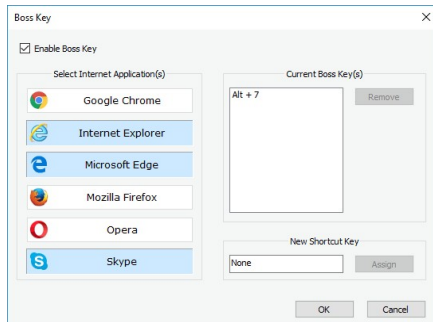 Boss Key
Enable Boss Key
Select Internet Application(s)
Google Chrome
Internet Explorer
Microsoft Edge
Mozilla Firefox
Opera
Skype
Current Boss Key(s)
Alt + 7
Remove
New Shortcut Key
None
Assign
OK
Cancel